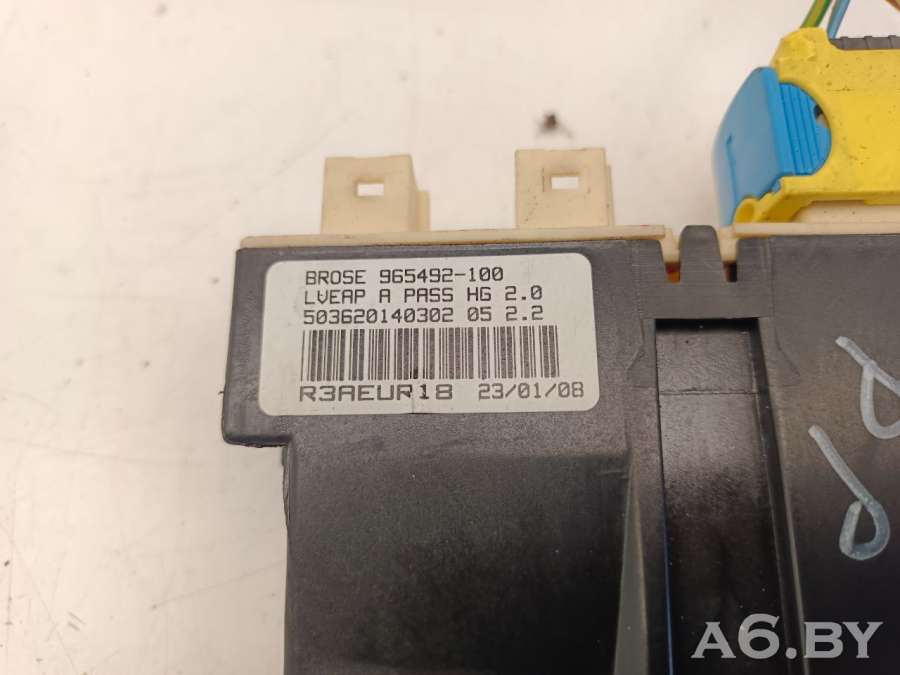 BROSE 965492-100
LVEAP A PASS HG 2.0
503620140302 05 2.2
R3AEUR18 23/01/08
A6.BY